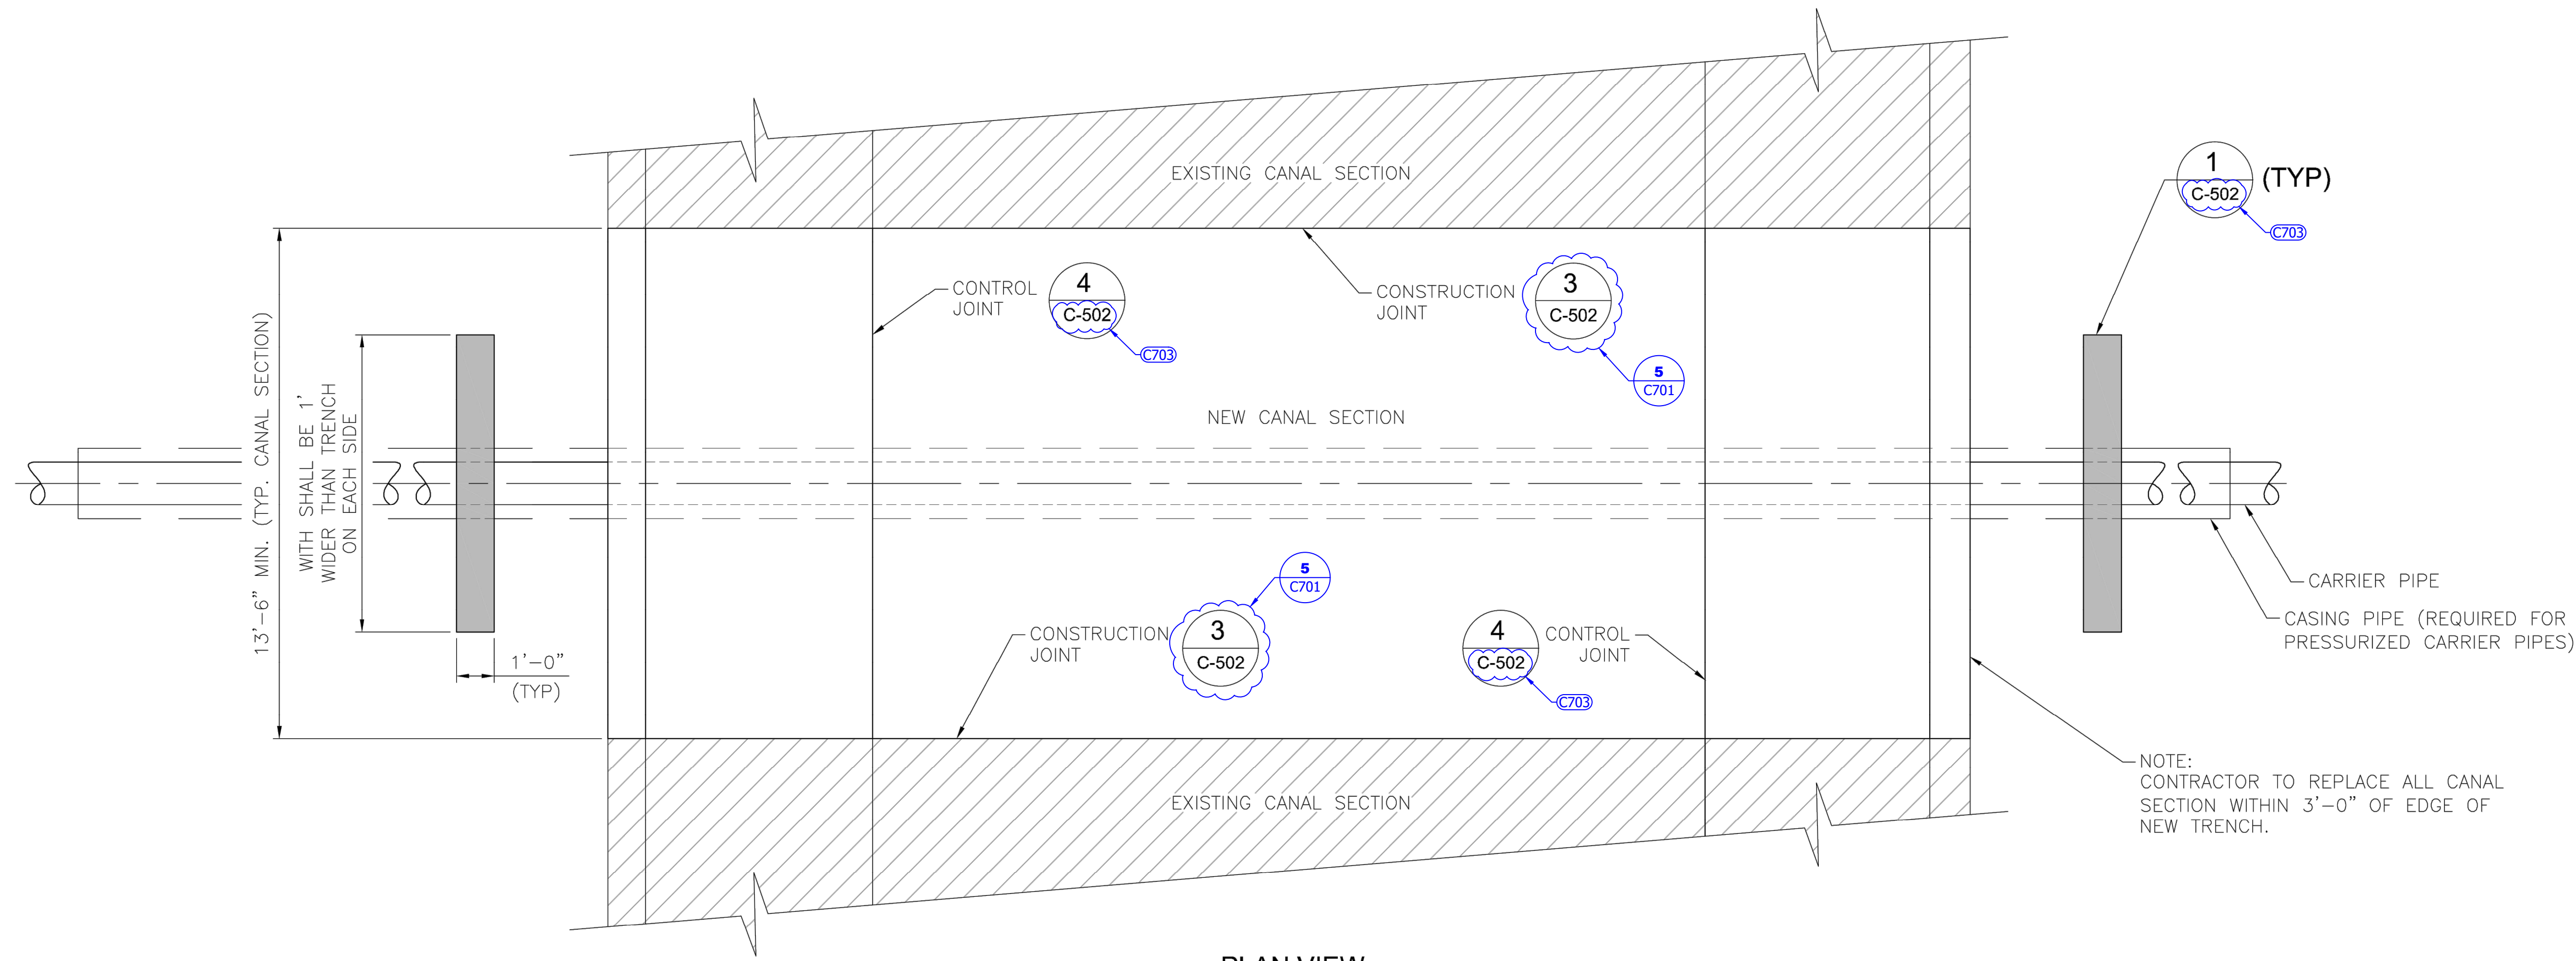 EXISTING CANAL SECTION
1
C-502
(TYP)
C703
CONTROL
JOINT
4
C-502
C703
CONSTRUCTION
JOINT
3
C-502
5
C701
13'-6" MIN. (TYP. CANAL SECTION)
WITH SHALL BE 1'
WIDER THAN TRENCH
ON EACH SIDE
1'-0"
(TYP)
NEW CANAL SECTION
5
C701
CONSTRUCTION
JOINT
3
C-502
4
C-502
CONTROL
JOINT
C703
CARRIER PIPE
CASING PIPE (REQUIRED FOR
PRESSURIZED CARRIER PIPES)
NOTE:
CONTRACTOR TO REPLACE ALL CANAL
SECTION WITHIN 3'-0" OF EDGE OF
NEW TRENCH.
EXISTING CANAL SECTION
PLAN VIEW